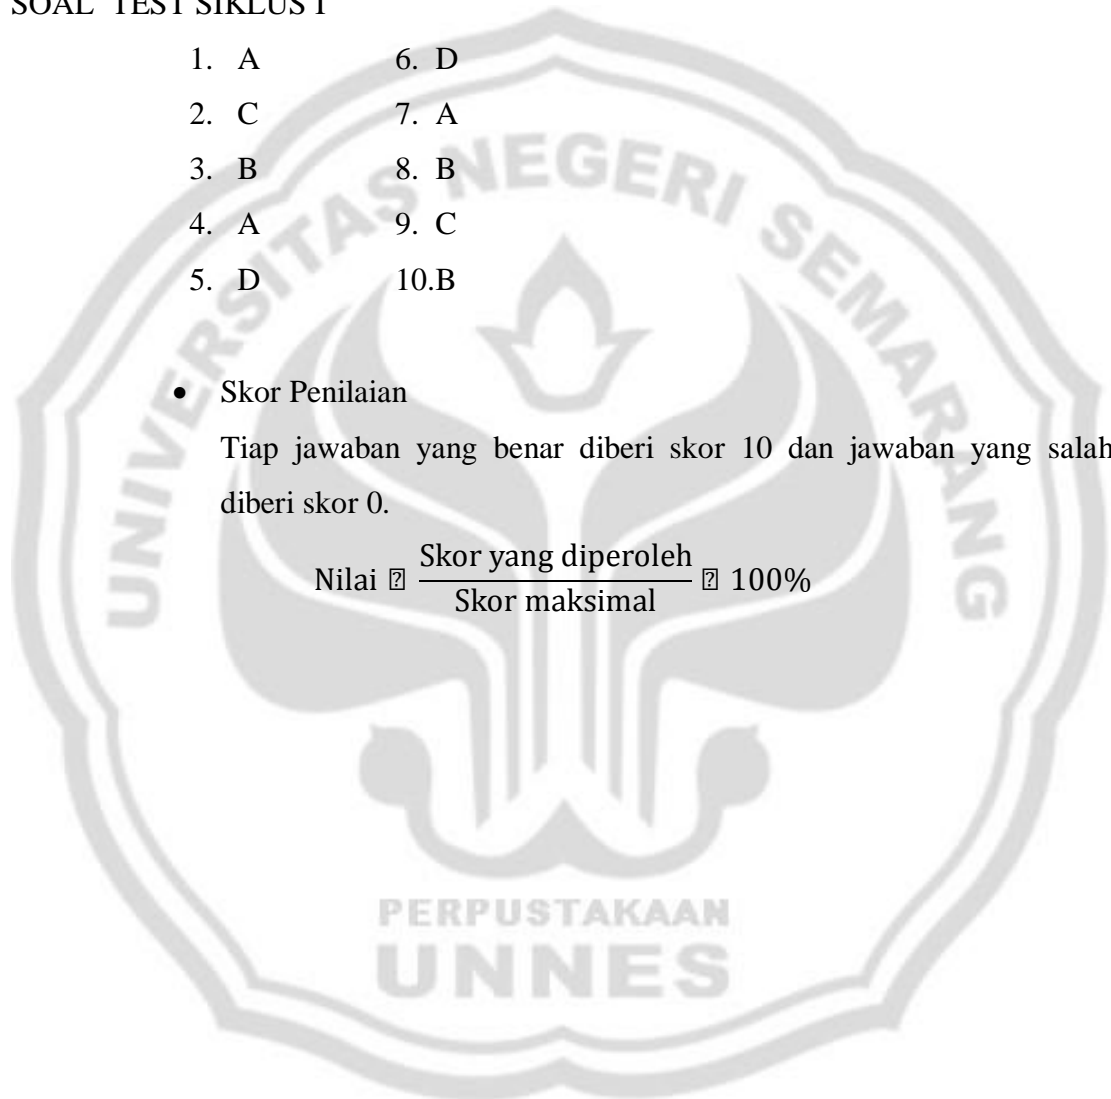 SOAL TEST SIKLUS I
1. A 6. D
2. C 7. A
3. B 8. B
4. A 9. C
5. D 10.B
• Skor Penilaian
Tiap jawaban yang benar diberi skor 10 dan jawaban yang salah
diberi skor 0.
Nilai ⍰ Skor yang diperoleh
Skor maksimal ⍰ 100%
UNIVERSITAS NEGERI SEMARANG
PERPUSTAKAAN
UNNES